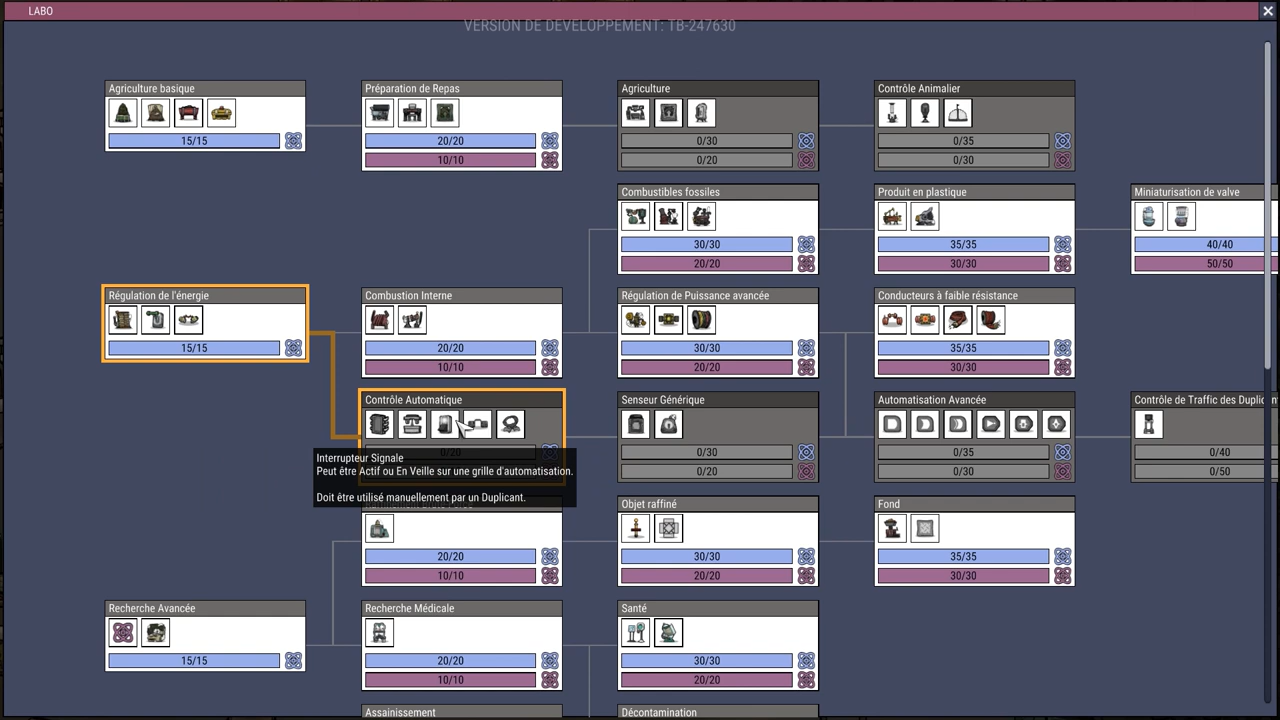 LABO
VERSION DE DEVELOPPEMENT: TB-247630
Agriculture basique
15/15
Préparation de Repas
20/20
10/10
Agriculture
0/30
0/20
Contrôle Animalier
0/35
0/30
Combustibles fossiles
30/30
20/20
Produit en plastique
35/35
30/30
Miniaturisation de valve
40/40
50/50
Régulation de l'énergie
15/15
Combustion Interne
20/20
10/10
Régulation de Puissance avancée
30/30
20/20
Conducteurs à faible résistance
35/35
30/30
Contrôle Automatique
0/20
Interrupteur Signale
Peut être Actif ou En Veille sur une grille d'automatisation.
Doit être utilisé manuellement par un Duplicant.
Senseur Générique
0/30
0/20
Automatisation Avancée
0/35
0/30
Contrôle de Traffic des Duplican
0/40
0/50
20/20
10/10
Objet raffiné
30/30
20/20
Fond
35/35
30/30
Recherche Avancée
15/15
Recherche Médicale
20/20
10/10
Santé
30/30
20/20
Assainissement
Décontamination